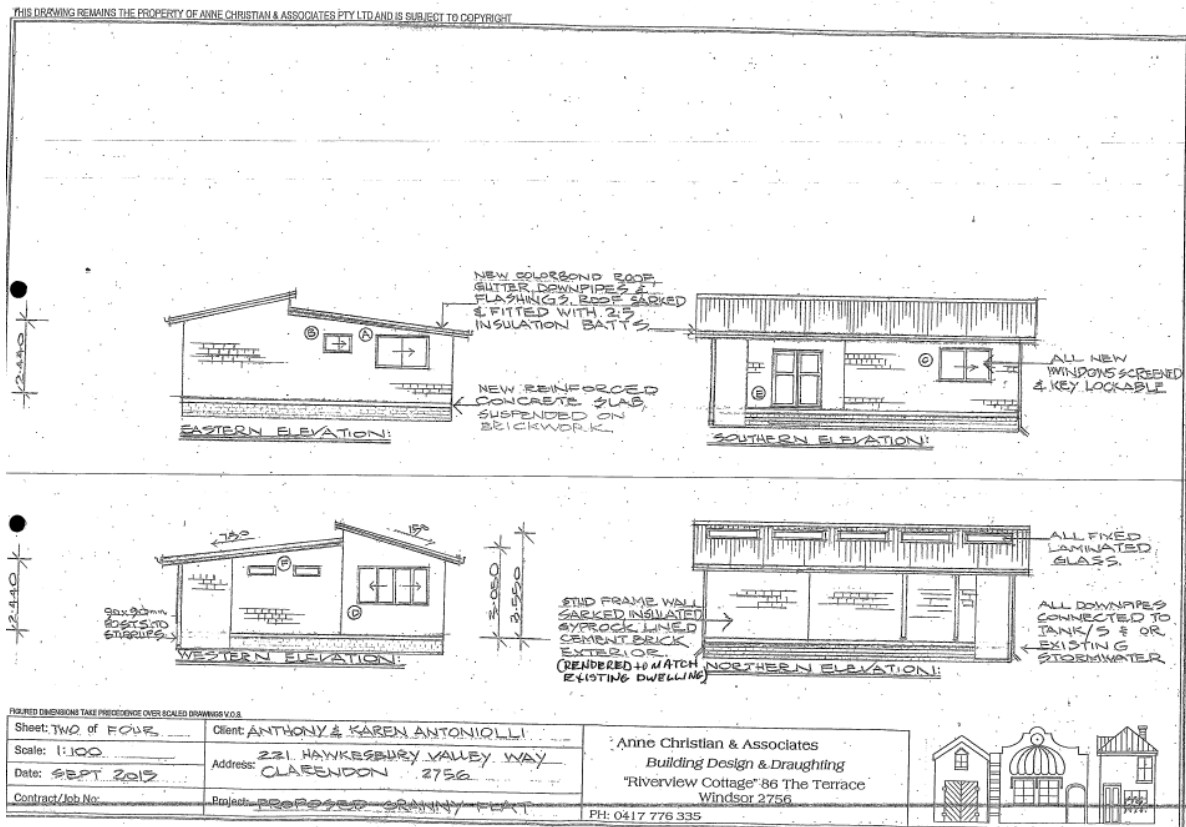 THIS DRAWING REMAINS THE PROPERTY OF ANNE CHRISTIAN & ASSOCIATES PTY LTD AND IS SUBJECT TO COPYRIGHT
NEW COLORBOND ROOF,
GUTTER, DOWNPIPES &
FLASHINGS. ROOF SARKED
& FITTED WITH 2.5
INSULATION BATTS
2.440
B
A
NEW REINFORCED
CONCRETE SLAB
SUSPENDED ON
BRICKWORK.
EASTERN ELEVATION:
C
E
ALL NEW
WINDOWS SCREENED
& KEY LOCKABLE
SOUTHERN ELEVATION:
2.440
15°
F
D
90x90mm
POSTS TO
STIRRUPS
3.050
3.550
WESTERN ELEVATION:
STUD FRAME WALL
SARKED INSULATED
GYPROCK LINED
CEMENT BRICK
EXTERIOR.
(RENDERED to MATCH
EXISTING DWELLING)
ALL FIXED
LAMINATED
GLASS.
ALL DOWNPIPES
CONNECTED TO
TANK/S & OR
EXISTING
STORMWATER
NORTHERN ELEVATION:
FIGURED DIMENSIONS TAKE PRECEDENCE OVER SCALED DRAWINGS V.O.S.
Sheet: TWO of FOUR
Scale: 1:100
Date: SEPT 2015
Contract/Job No:
Client: ANTHONY & KAREN ANTONIOLLI
Address: 221 HAWKESBURY VALLEY WAY
CLARENDON 2756
Project: PROPOSED GRANNY FLAT
Anne Christian & Associates
Building Design & Draughting
"Riverview Cottage" 86 The Terrace
Windsor 2756
PH: 0417 776 335